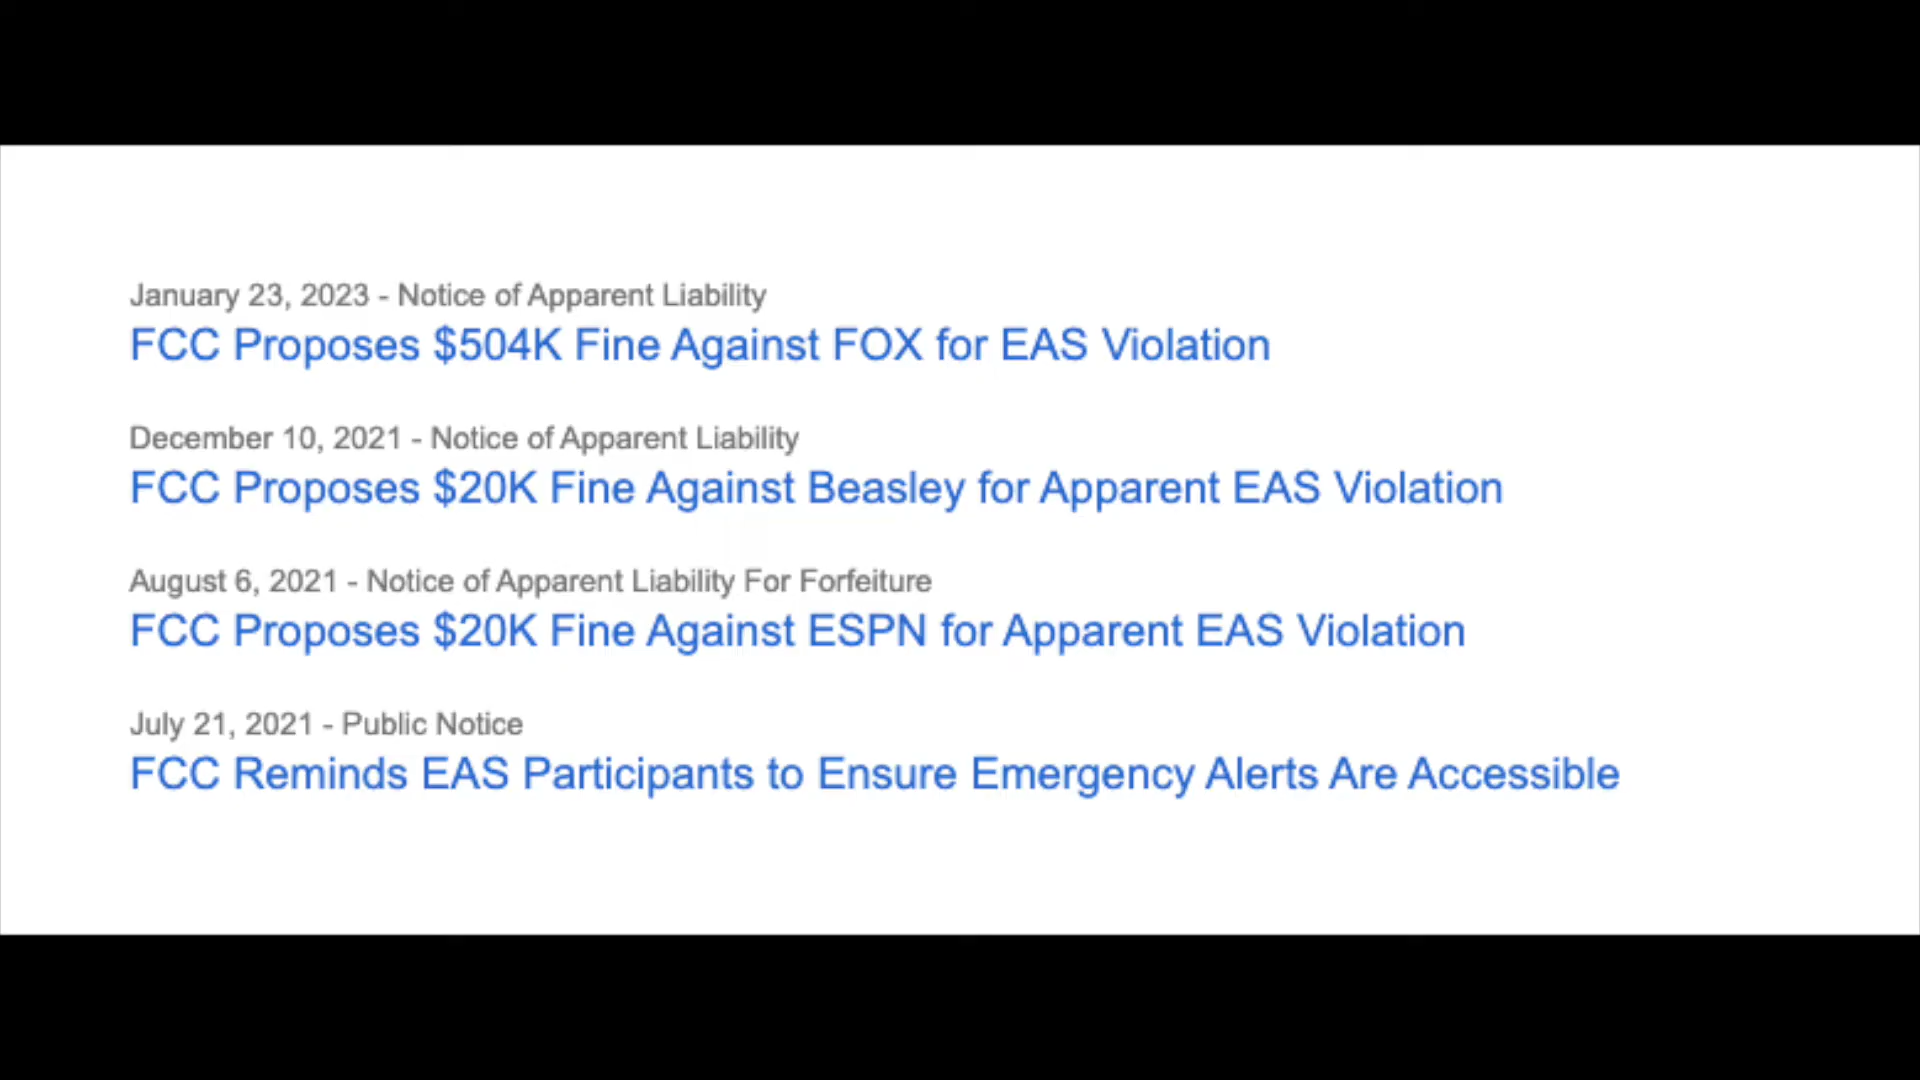 January 23, 2023 - Notice of Apparent Liability
FCC Proposes $504K Fine Against FOX for EAS Violation
December 10, 2021 - Notice of Apparent Liability
FCC Proposes $20K Fine Against Beasley for Apparent EAS Violation
August 6, 2021 - Notice of Apparent Liability For Forfeiture
FCC Proposes $20K Fine Against ESPN for Apparent EAS Violation
July 21, 2021 - Public Notice
FCC Reminds EAS Participants to Ensure Emergency Alerts Are Accessible